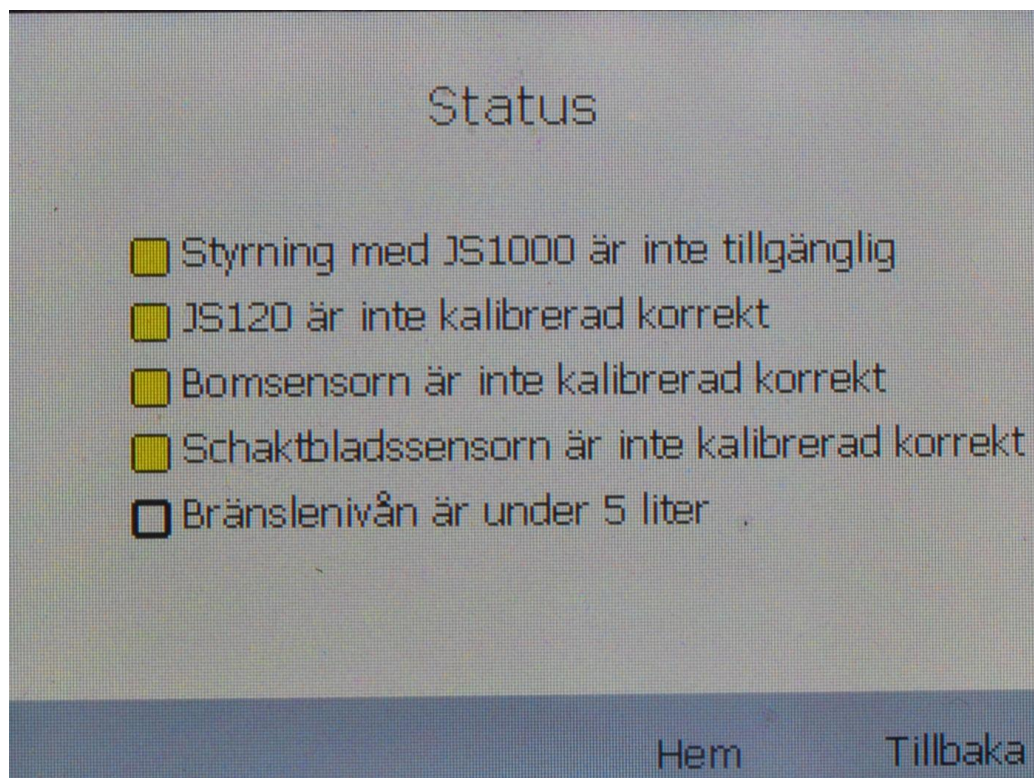 Status
Styrning med JS1000 är inte tillgänglig
JS120 är inte kalibrerad korrekt
Bomsensorn är inte kalibrerad korrekt
Schaktbladssensorn är inte kalibrerad korrekt
Bränslenivån är under 5 liter
Hem Tillbaka